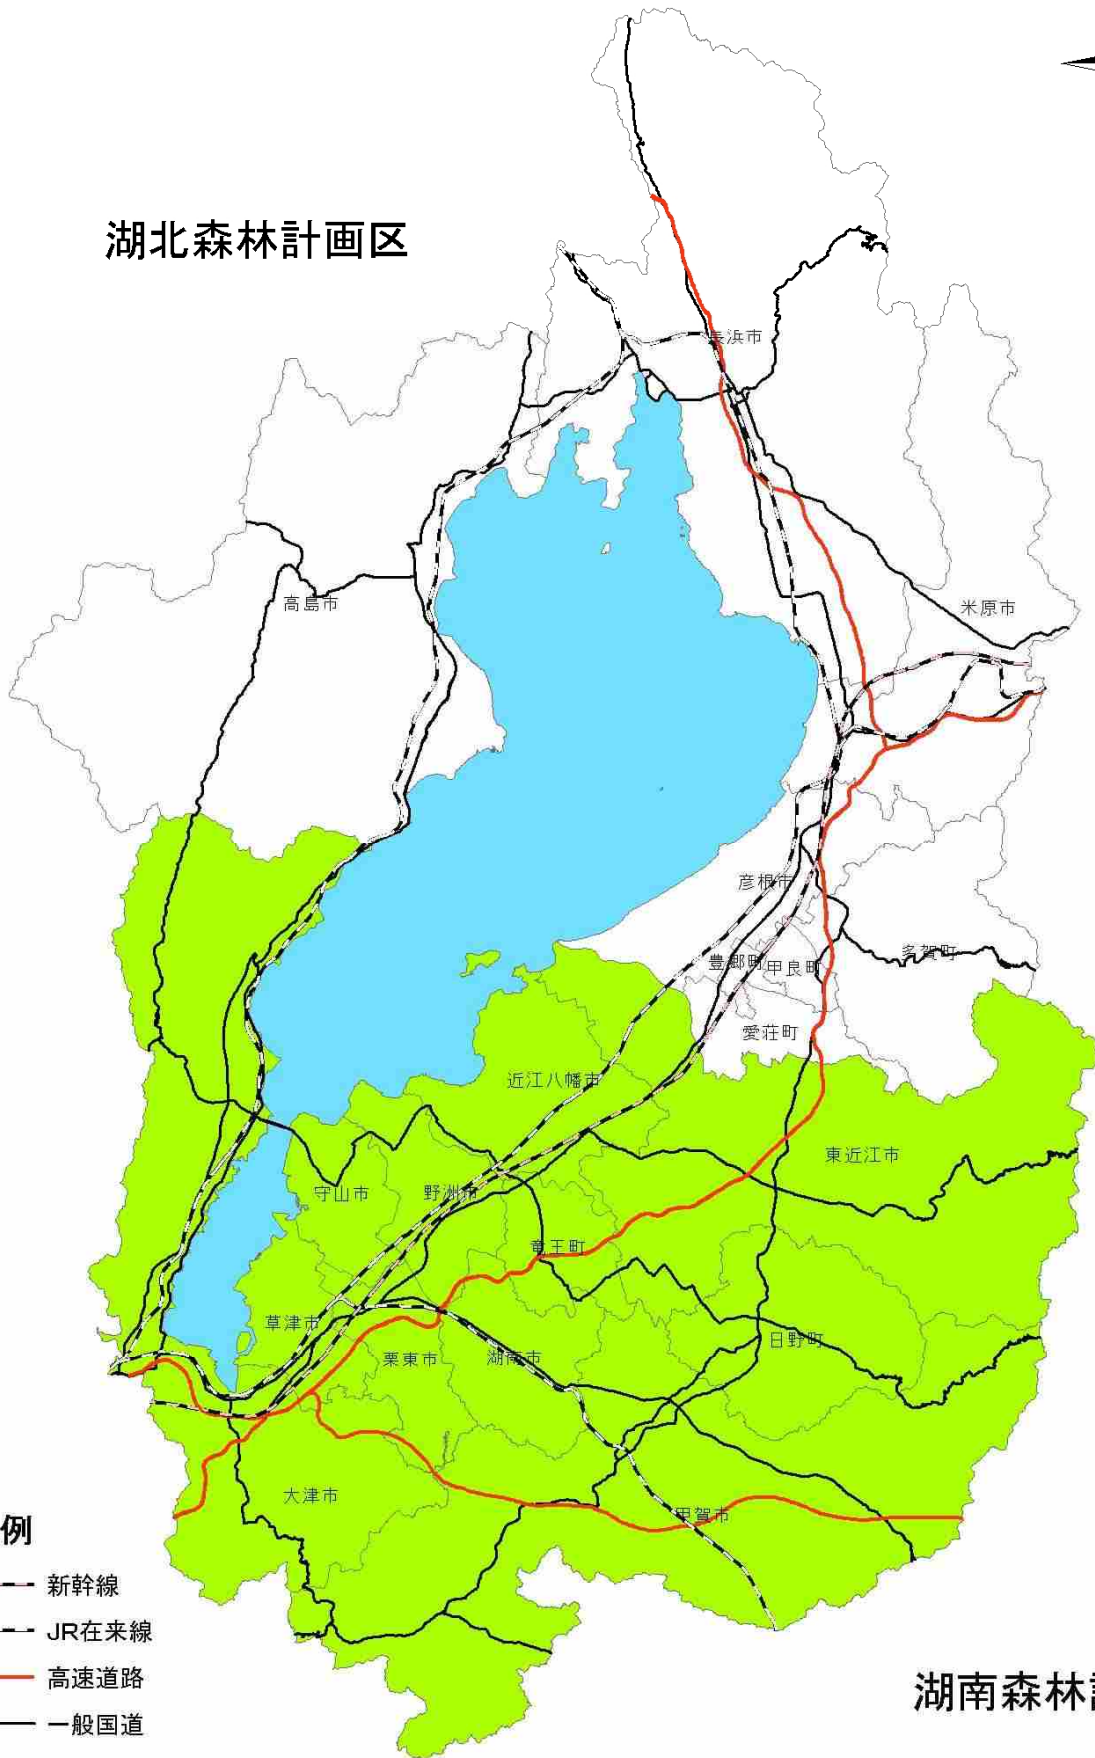 湖北森林計画区
長浜市
高島市
米原市
彦根市
豊郷町
甲良町
多賀町
愛荘町
近江八幡市
東近江市
守山市
野洲市
竜王町
草津市
栗東市
湖南市
日野町
大津市
甲賀市
例
新幹線
JR在来線
高速道路
一般国道
湖南森林